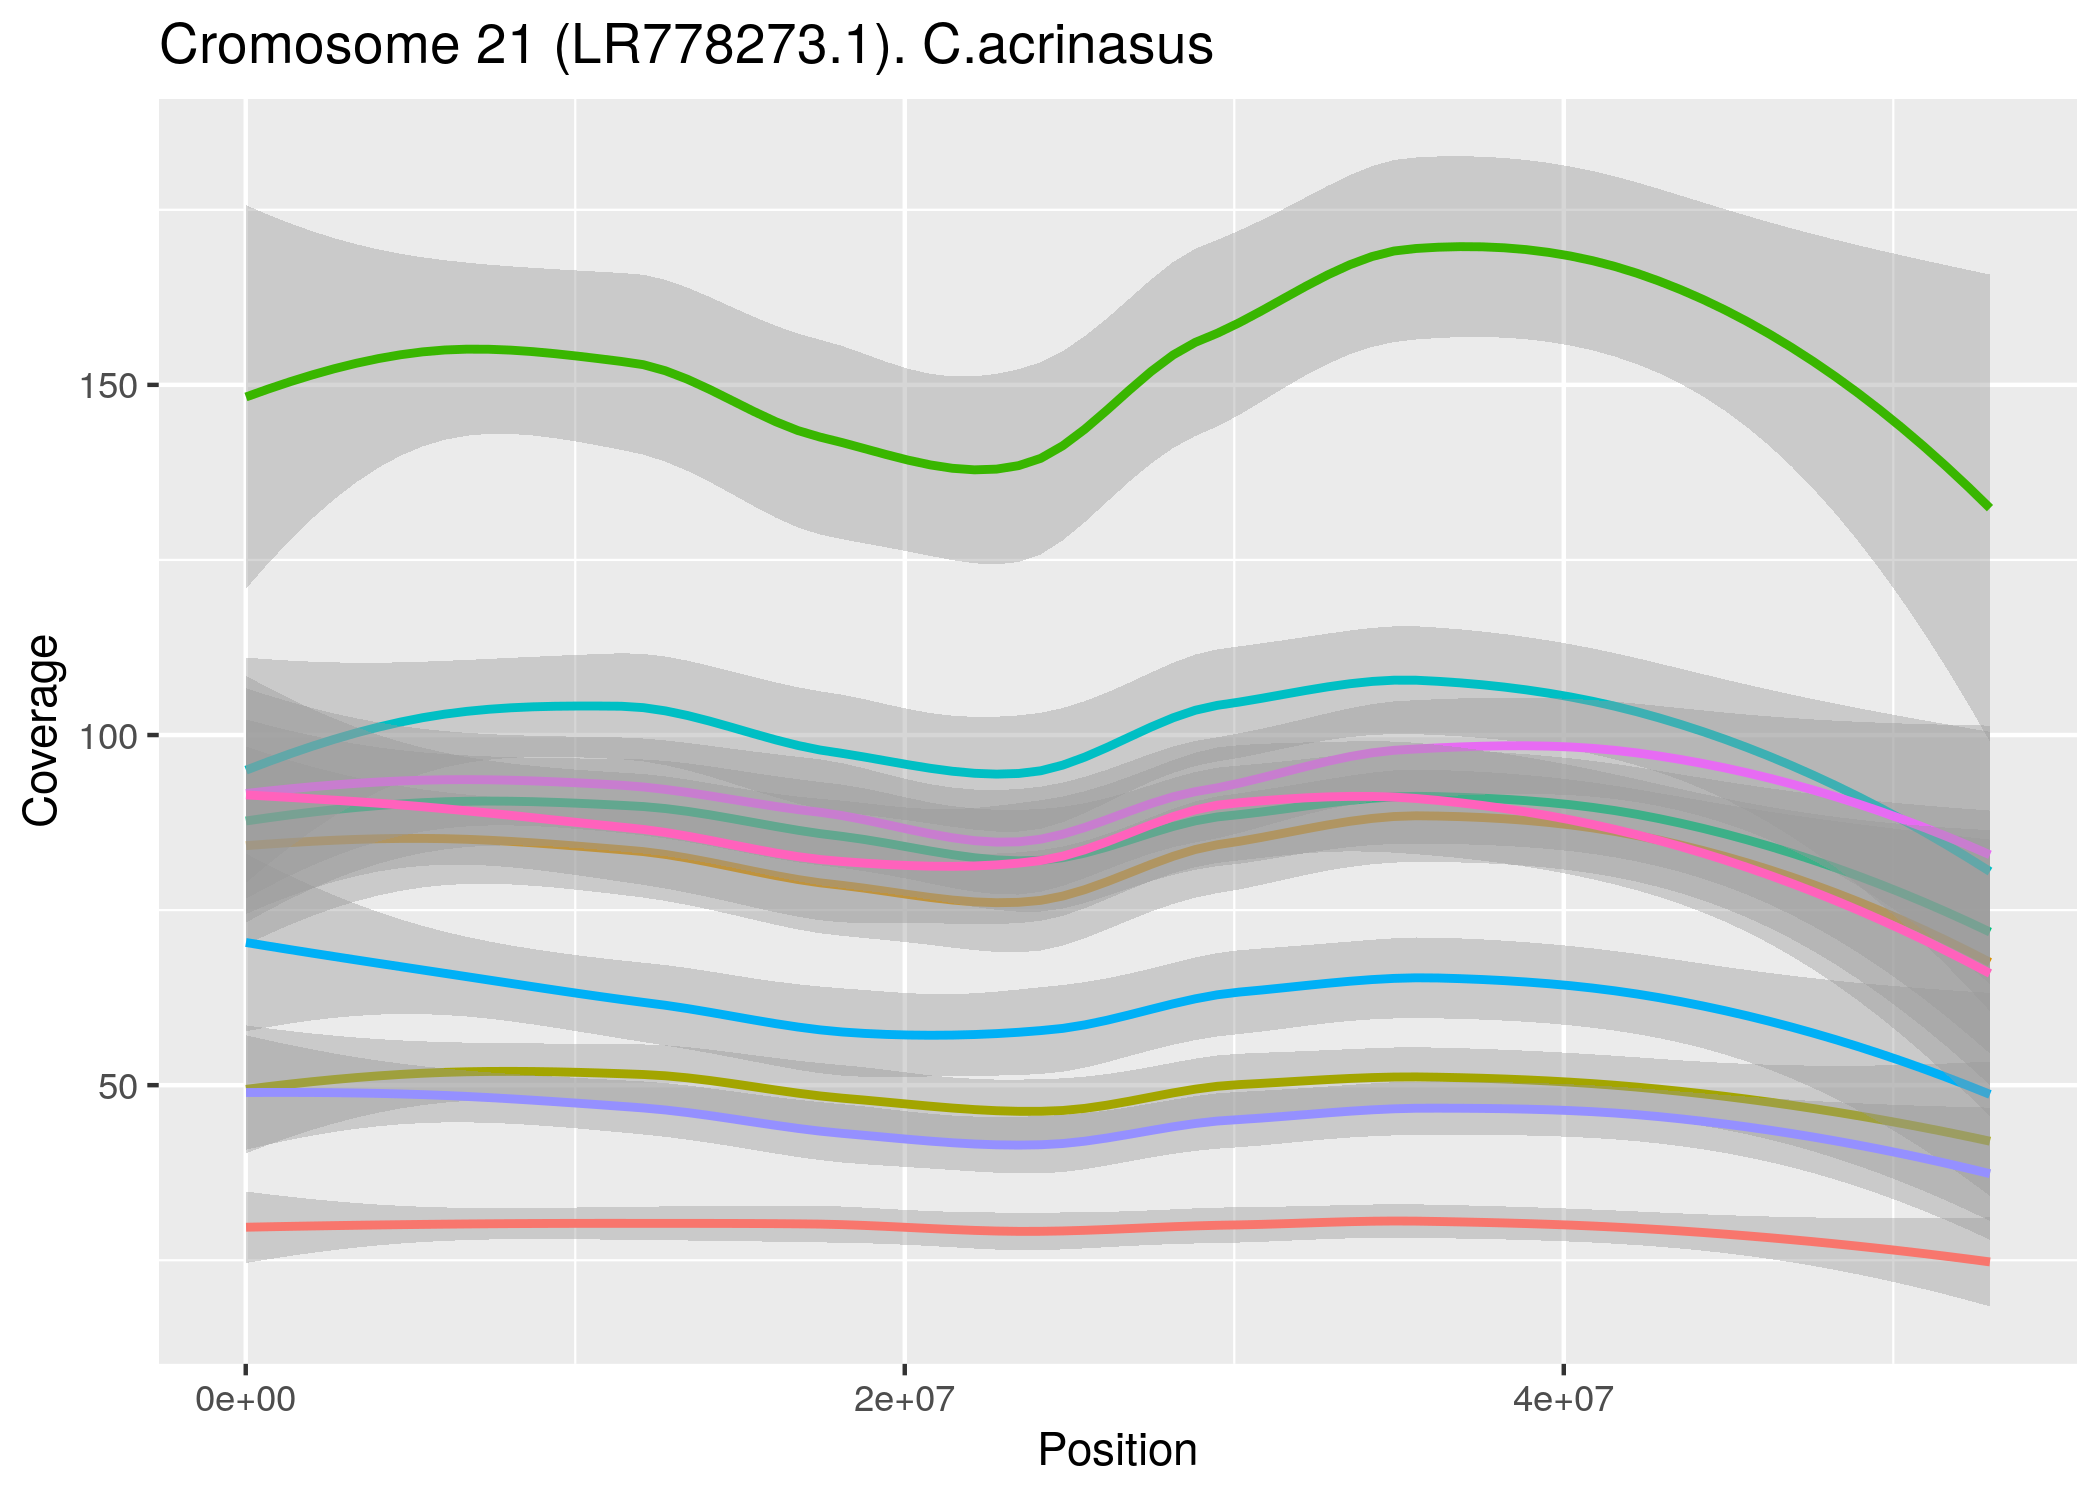 Cromosome 21 (LR778273.1). C.acrinasus
150
100
50
Coverage
0e+00 2e+07 4e+07
Position